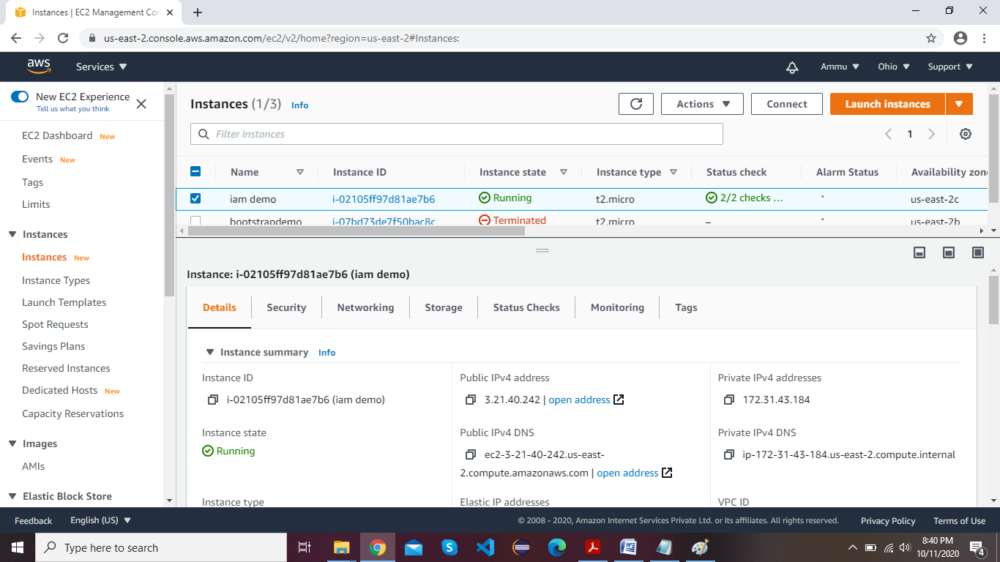 Instances | EC2 Management Con
us-east-2.console.aws.amazon.com/ec2/v2/home?region=us-east-2#Instances:
aws
Services
Ammu
Ohio
Support
New EC2 Experience
Tell us what you think
EC2 Dashboard New
Events New
Tags
Limits
Instances
Instances New
Instance Types
Launch Templates
Spot Requests
Savings Plans
Reserved Instances
Dedicated Hosts New
Capacity Reservations
Images
AMIs
Elastic Block Store
Instances (1/3) Info
Actions
Connect
Launch instances
Filter instances
1
Name Instance ID Instance state Instance type Status check Alarm Status Availability zone
iam demo i-02105ff97d81ae7b6 Running t2.micro 2/2 checks ... * us-east-2c
bootstrapdemo i-07bd73de7f50bac8c Terminated t2.micro – * us-east-2b
Instance: i-02105ff97d81ae7b6 (iam demo)
Details Security Networking Storage Status Checks Monitoring Tags
Instance summary Info
Instance ID
i-02105ff97d81ae7b6 (iam demo)
Public IPv4 address
3.21.40.242 | open address
Private IPv4 addresses
172.31.43.184
Instance state
Running
Public IPv4 DNS
ec2-3-21-40-242.us-east-
2.compute.amazonaws.com | open address
Private IPv4 DNS
ip-172-31-43-184.us-east-2.compute.internal
Instance type
Elastic IP addresses
VPC ID
Feedback English (US) © 2008 - 2020, Amazon Internet Services Private Ltd. or its affiliates. All rights reserved. Privacy Policy Terms of Use
Type here to search
8:40 PM
10/11/2020
4